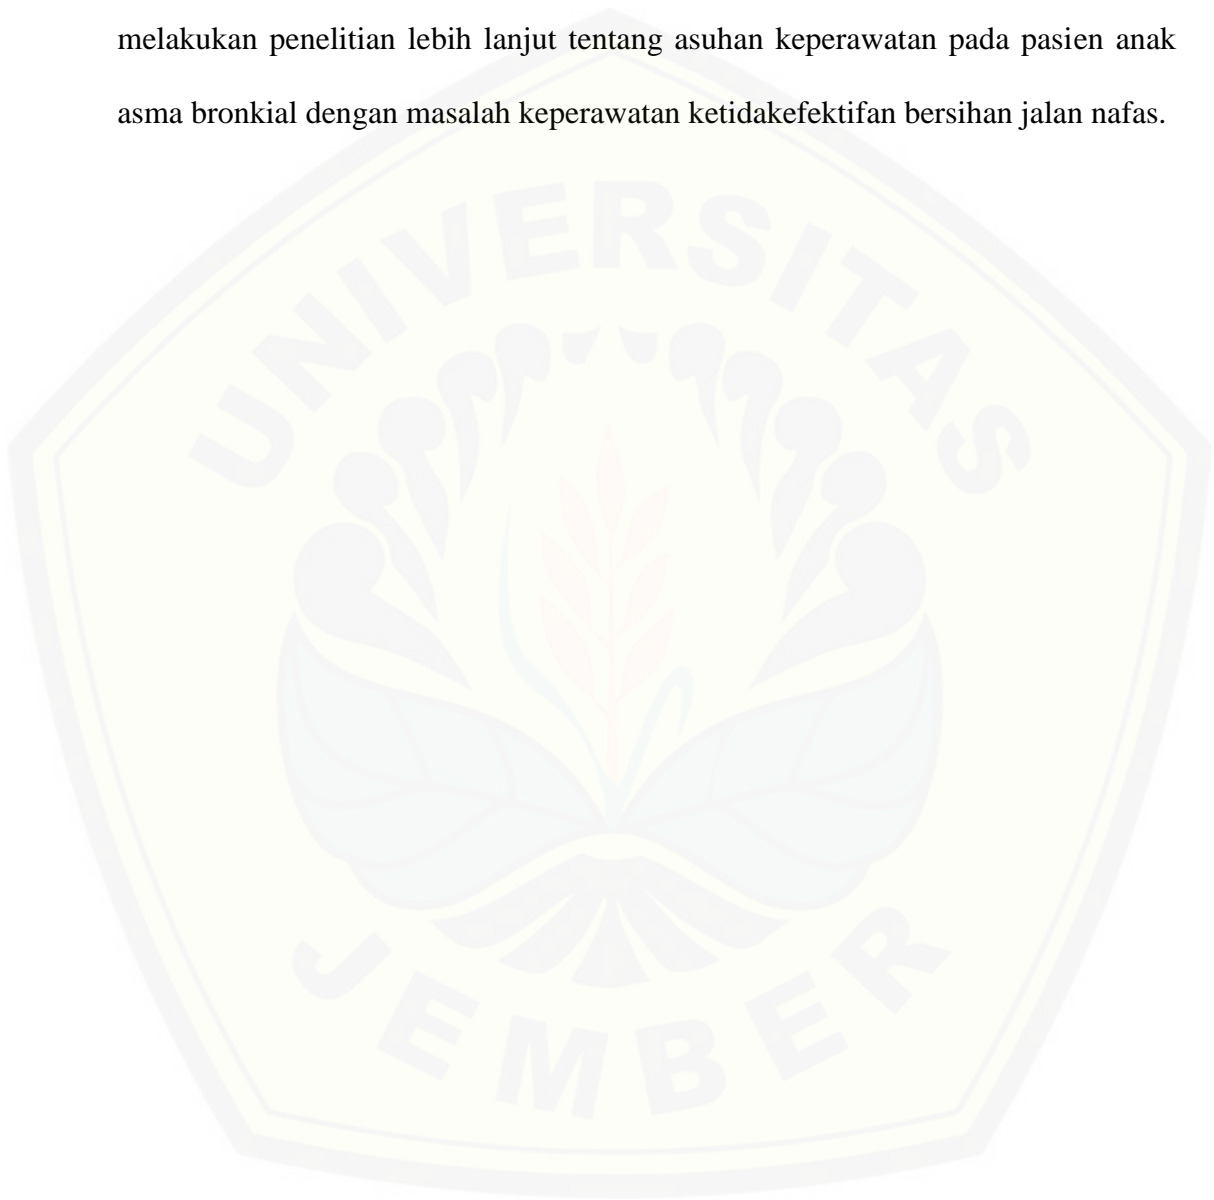 melakukan penelitian lebih lanjut tentang asuhan keperawatan pada pasien anak
asma bronkial dengan masalah keperawatan ketidakefektifan bersihan jalan nafas.
UNIVERSITAS
JEMBER